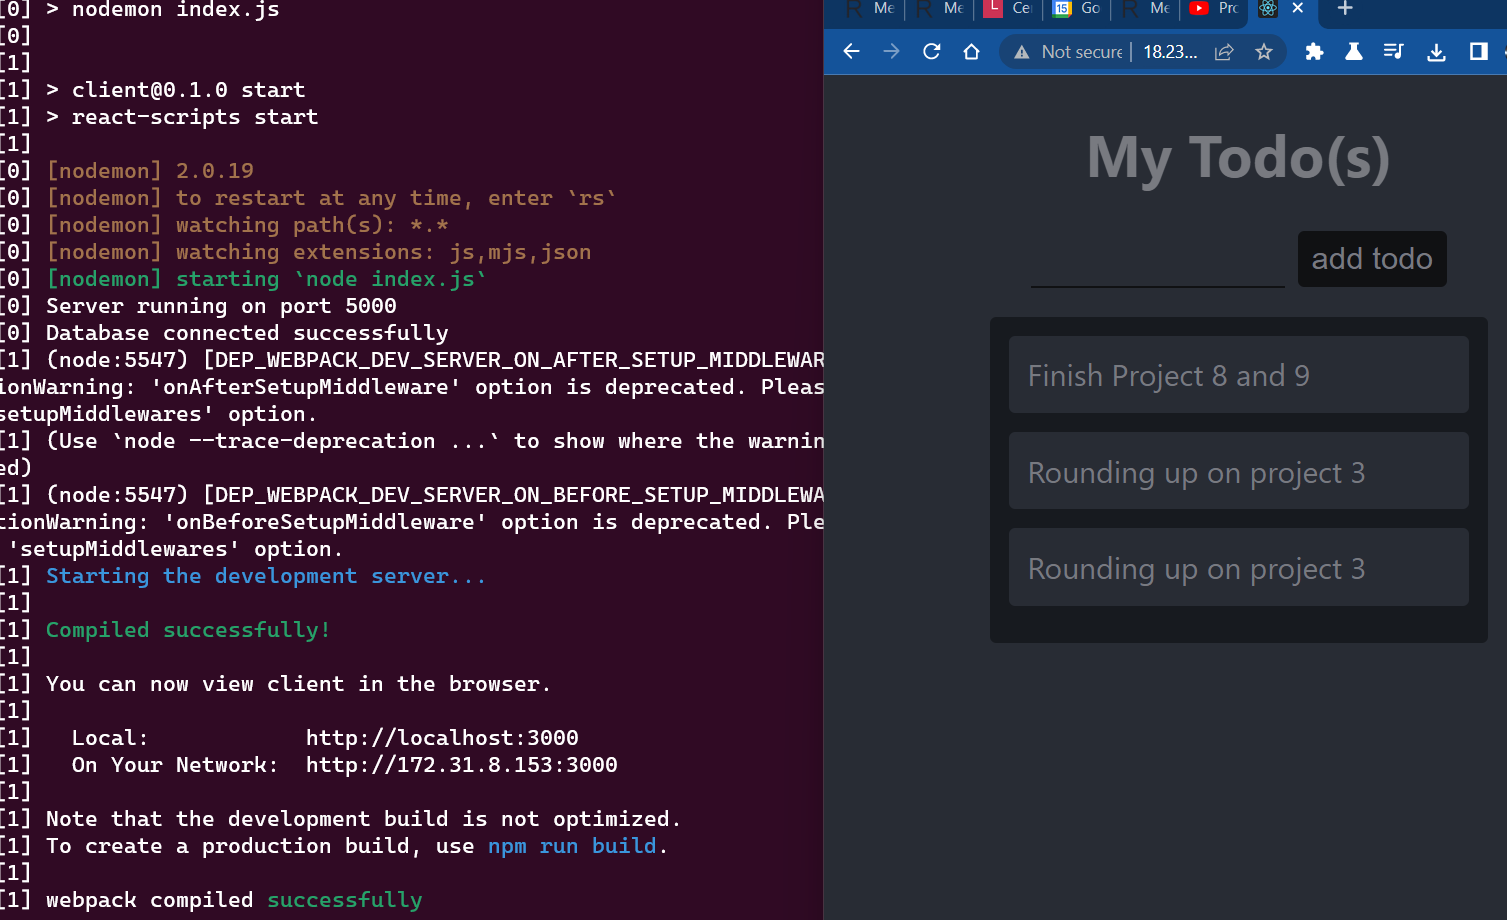 [0] > nodemon index.js
[0]
[1]
[1] > client@0.1.0 start
[1] > react-scripts start
[1]
[0] [nodemon] 2.0.19
[0] [nodemon] to restart at any time, enter `rs`
[0] [nodemon] watching path(s): *.*
[0] [nodemon] watching extensions: js,mjs,json
[0] [nodemon] starting `node index.js`
[0] Server running on port 5000
[0] Database connected successfully
[1] (node:5547) [DEP_WEBPACK_DEV_SERVER_ON_AFTER_SETUP_MIDDLEWAR
ionWarning: 'onAfterSetupMiddleware' option is deprecated. Pleas
setupMiddlewares' option.
[1] (Use `node --trace-deprecation ...` to show where the warnin
ed)
[1] (node:5547) [DEP_WEBPACK_DEV_SERVER_ON_BEFORE_SETUP_MIDDLEWA
tionWarning: 'onBeforeSetupMiddleware' option is deprecated. Ple
'setupMiddlewares' option.
[1] Starting the development server...
[1]
[1] Compiled successfully!
[1]
[1] You can now view client in the browser.
[1]
[1] Local: http://localhost:3000
[1] On Your Network: http://172.31.8.153:3000
[1]
[1] Note that the development build is not optimized.
[1] To create a production build, use npm run build.
[1]
[1] webpack compiled successfully
R Me R Me L Ce 15 Go R Me Pro
Not secure | 18.23...
My Todo(s)
add todo
Finish Project 8 and 9
Rounding up on project 3
Rounding up on project 3